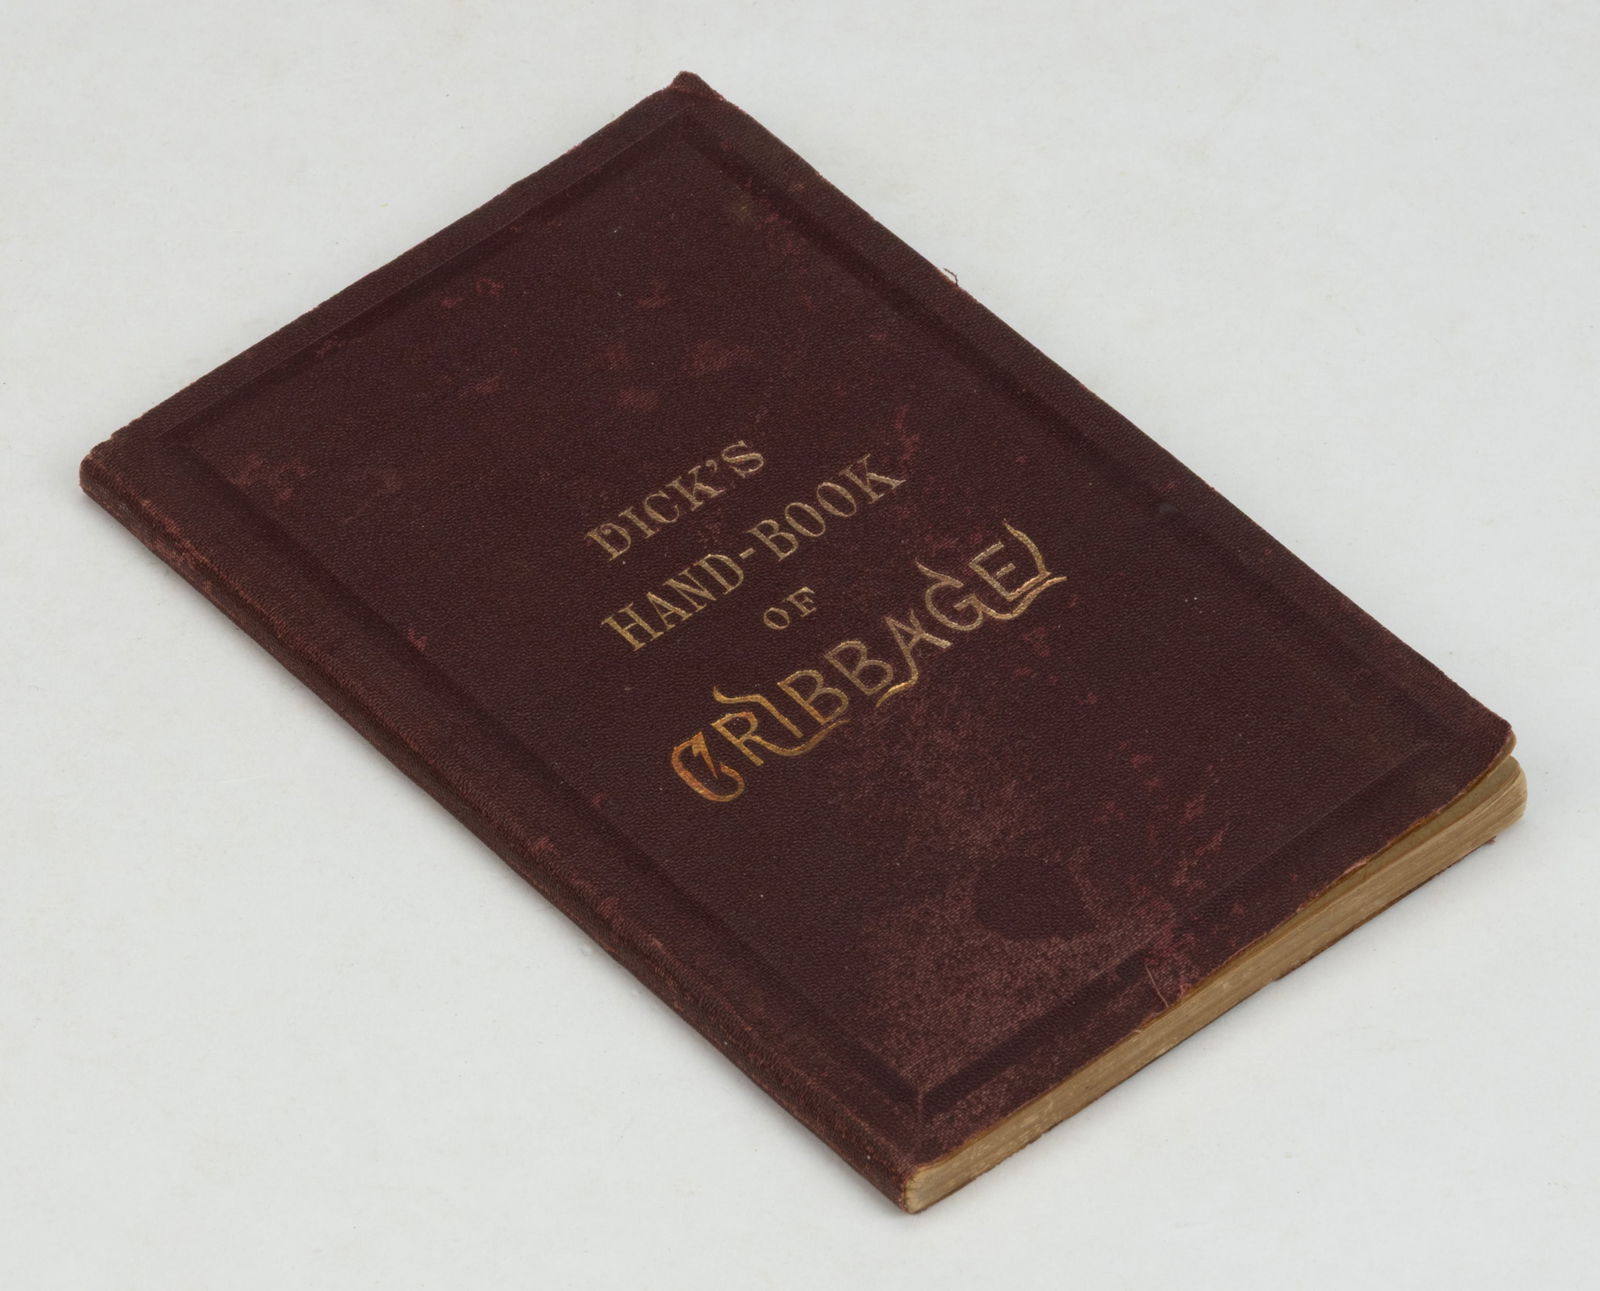 DICK'S
HAND-BOOK
OF
CRIBBAGE